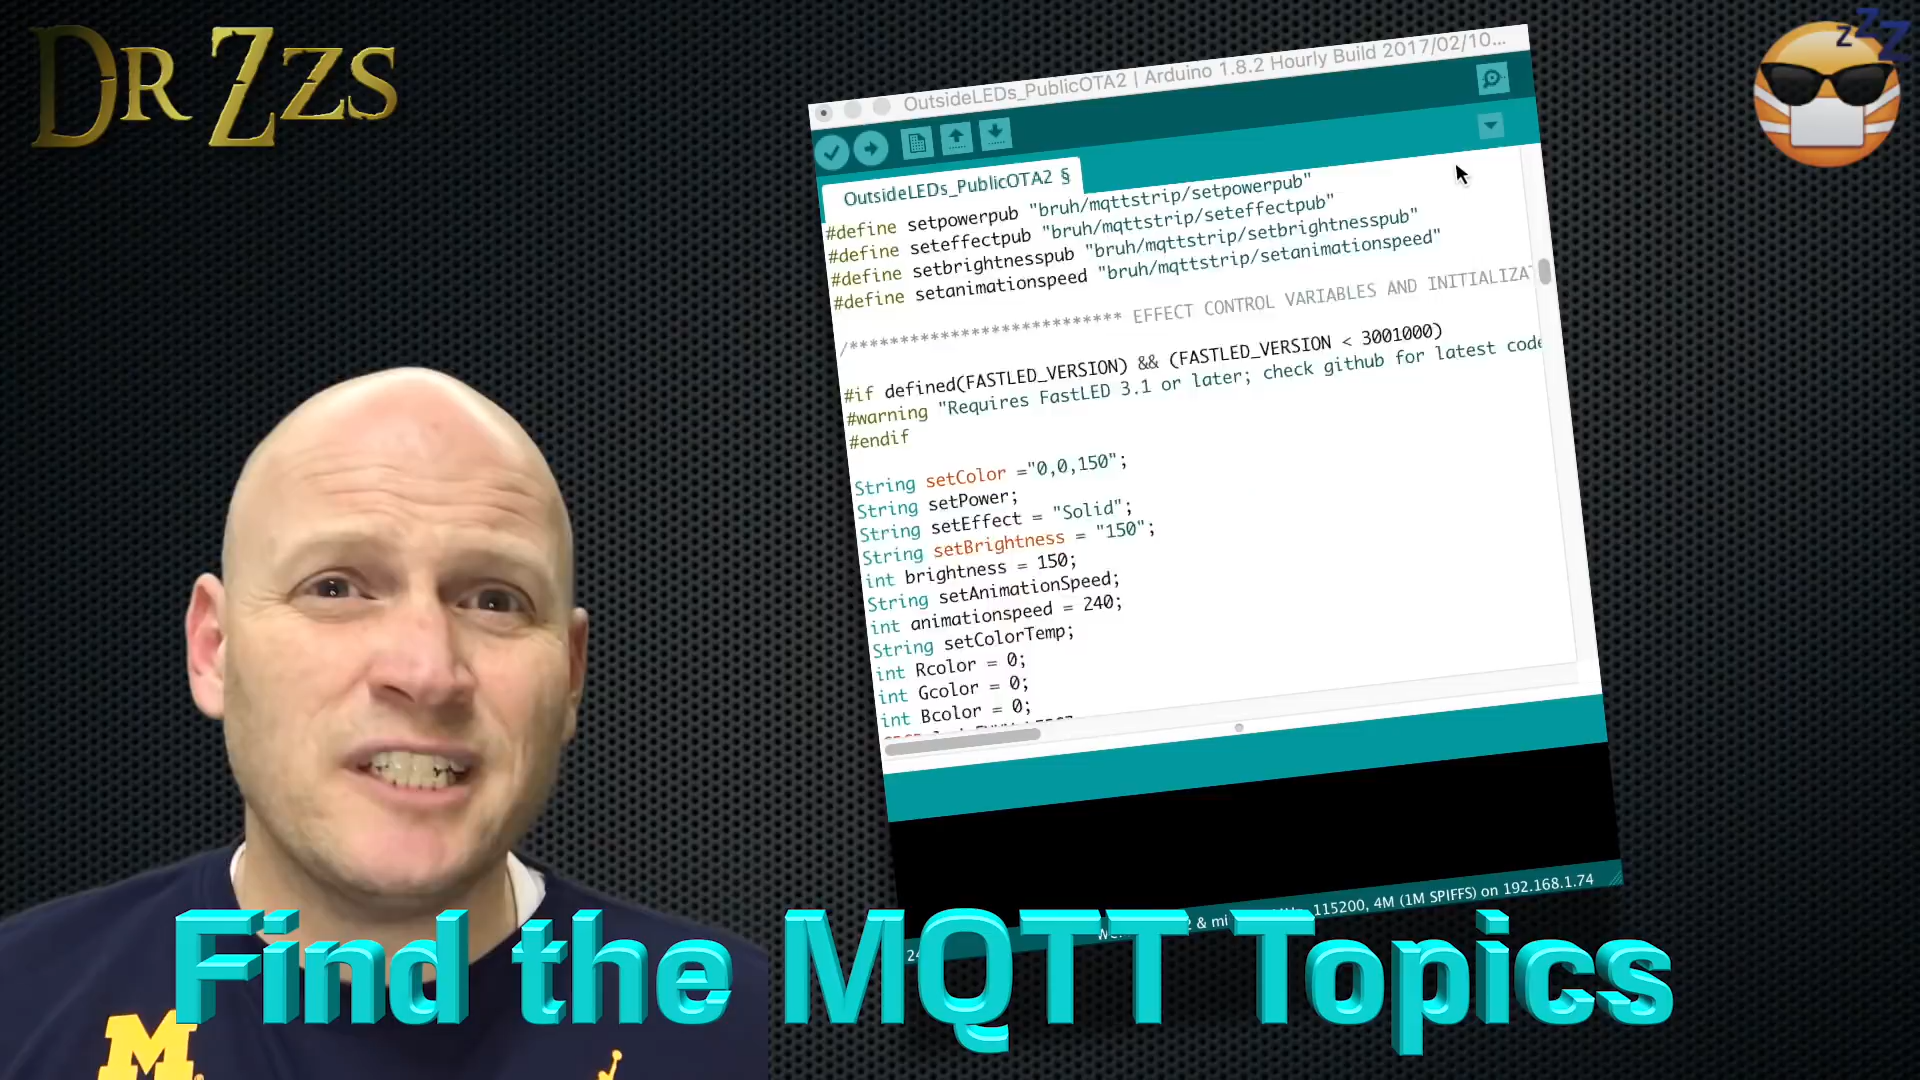 DR ZZS
Z Z Z
OutsideLEDs_PublicOTA2 | Arduino 1.8.2 Hourly Build 2017/02/10...
OutsideLEDs_PublicOTA2 §
#define setpowerpub "bruh/mqttstrip/setpowerpub"
#define seteffectpub "bruh/mqttstrip/seteffectpub"
#define setbrightnesspub "bruh/mqttstrip/setbrightnesspub"
#define setanimationspeed "bruh/mqttstrip/setanimationspeed"
/*************************** EFFECT CONTROL VARIABLES AND
#if defined(FASTLED_VERSION) && (FASTLED_VERSION < 3001000)
#warning "Requires FastLED 3.1 or later; check github for latest code
#endif
String setColor ="0,0,150";
String setPower;
String setEffect = "Solid";
String setBrightness = "150";
int brightness = 150;
String setAnimationSpeed;
int animationspeed = 240;
String setColorTemp;
int Rcolor = 0;
int Gcolor = 0;
int Bcolor = 0;
115200, 4M (1M SPIFFS) on 192.168.1.74
Find the MQTT Topics
M